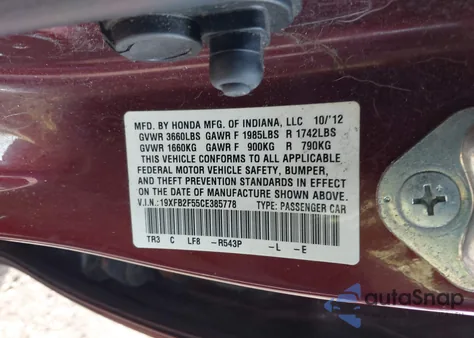 MFD. BY HONDA MFG. OF INDIANA, LLC 10/'12
GVWR 3660LBS GAWR F 1985LBS R 1742LBS
GVWR 1660KG GAWR F 900KG R 790KG
THIS VEHICLE CONFORMS TO ALL APPLICABLE
FEDERAL MOTOR VEHICLE SAFETY, BUMPER,
AND THEFT PREVENTION STANDARDS IN EFFECT
ON THE DATE OF MANUFACTURE SHOWN ABOVE.
V.I.N.: 19XFB2F55CE385778 TYPE: PASSENGER CAR
TR3 C LF8 -R543P -L -E
autoSnap